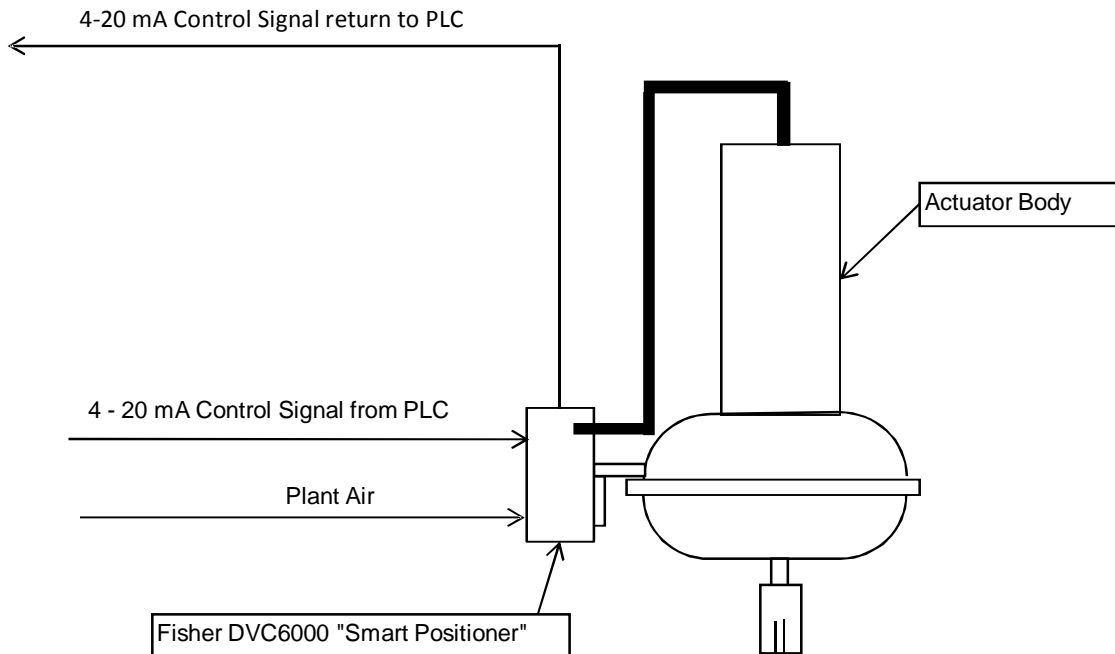 4-20 mA Control Signal return to PLC
Actuator Body
4 - 20 mA Control Signal from PLC
Plant Air
Fisher DVC6000 "Smart Positioner"